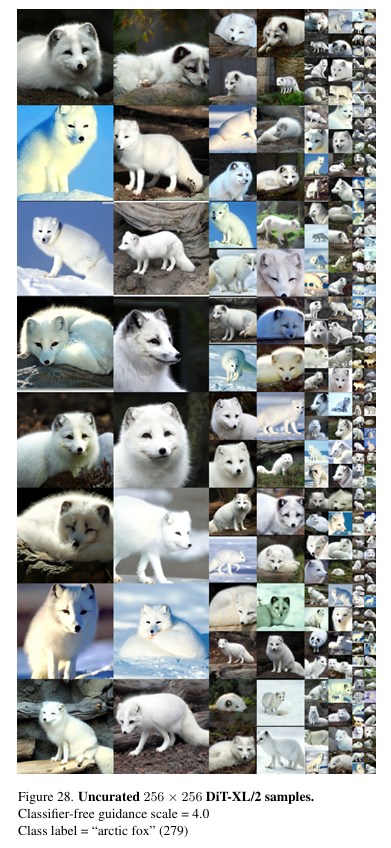 Figure 28. Uncurated 256 × 256 DiT-XL/2 samples.
Classifier-free guidance scale = 4.0
Class label = “arctic fox” (279)